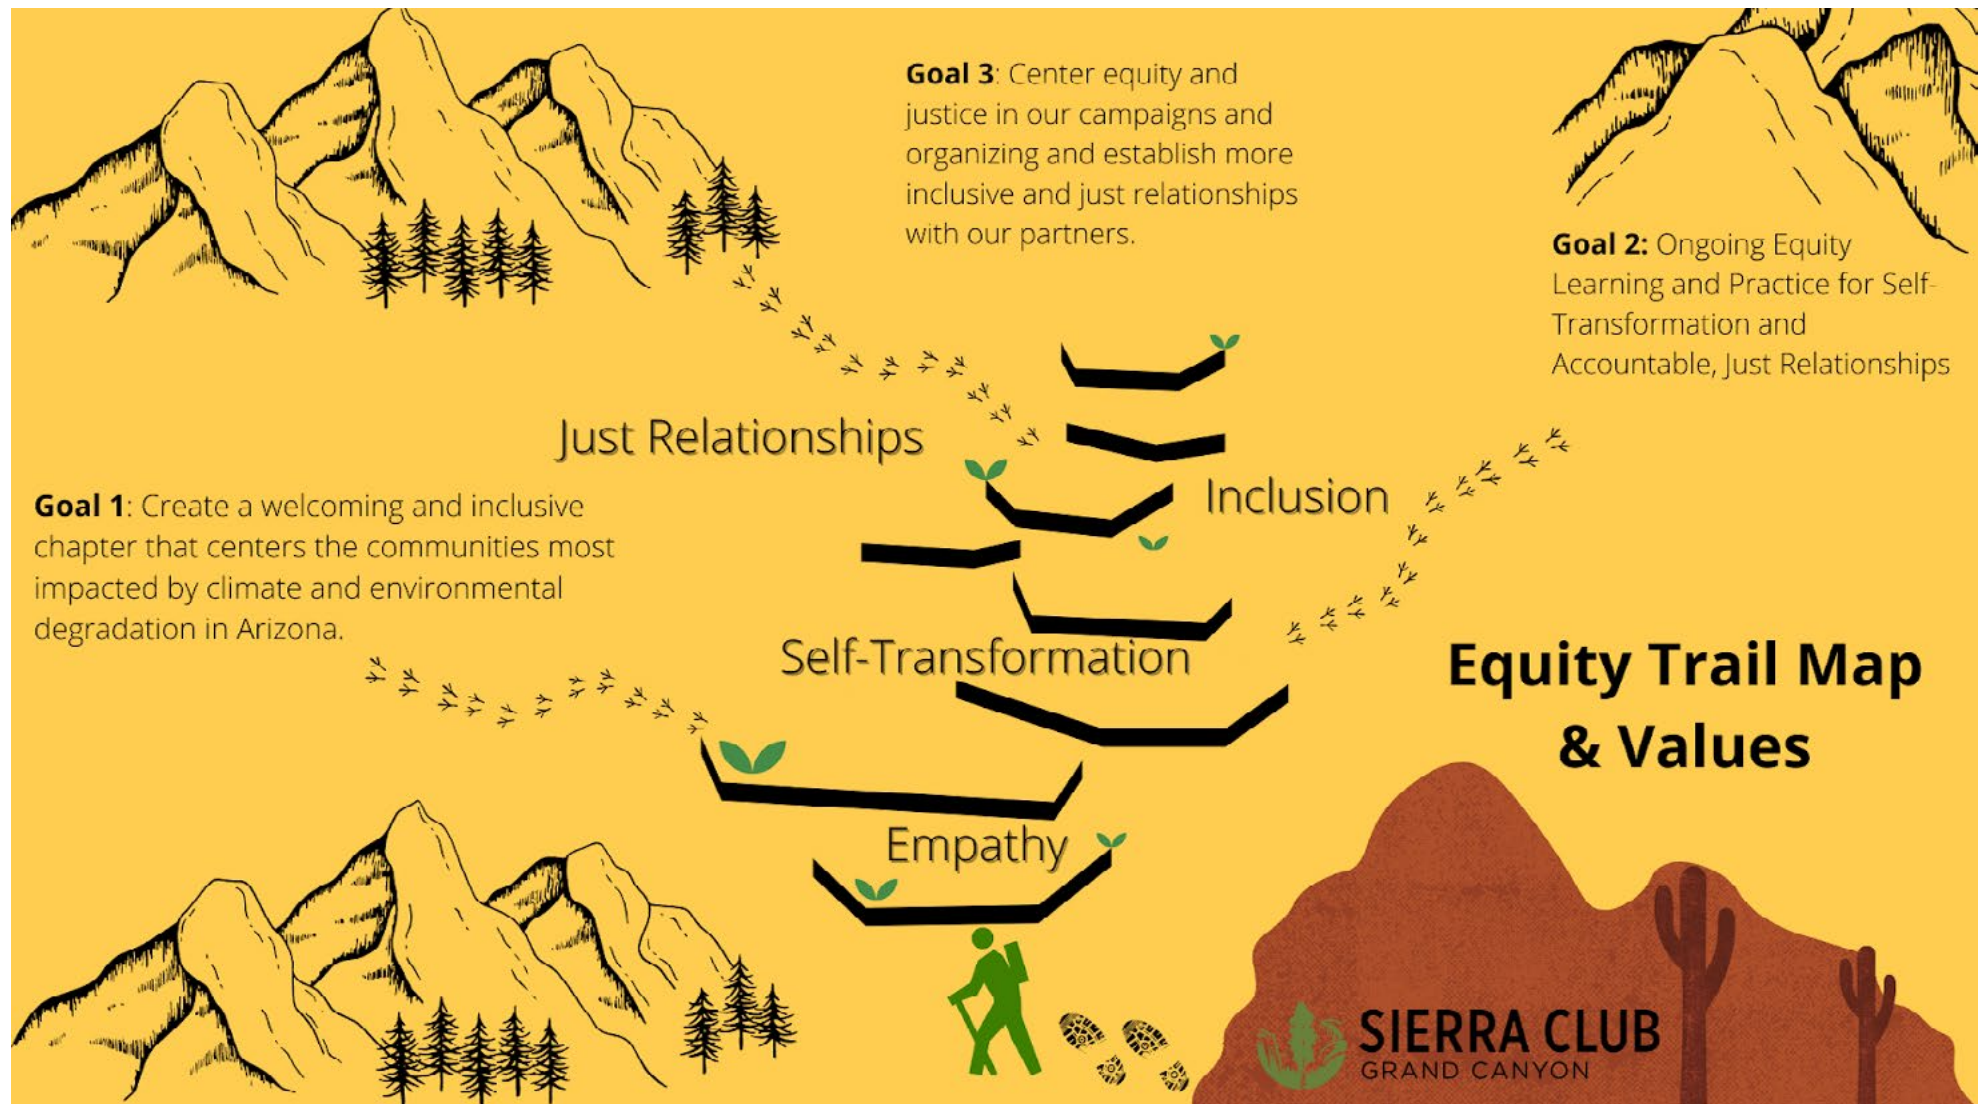 Goal 3: Center equity and
justice in our campaigns and
organizing and establish more
inclusive and just relationships
with our partners.
Goal 2: Ongoing Equity
Learning and Practice for Self-
Transformation and
Accountable, Just Relationships
Just Relationships
Inclusion
Goal 1: Create a welcoming and inclusive
chapter that centers the communities most
impacted by climate and environmental
degradation in Arizona.
Self-Transformation
Equity Trail Map
& Values
Empathy
SIERRA CLUB
GRAND CANYON